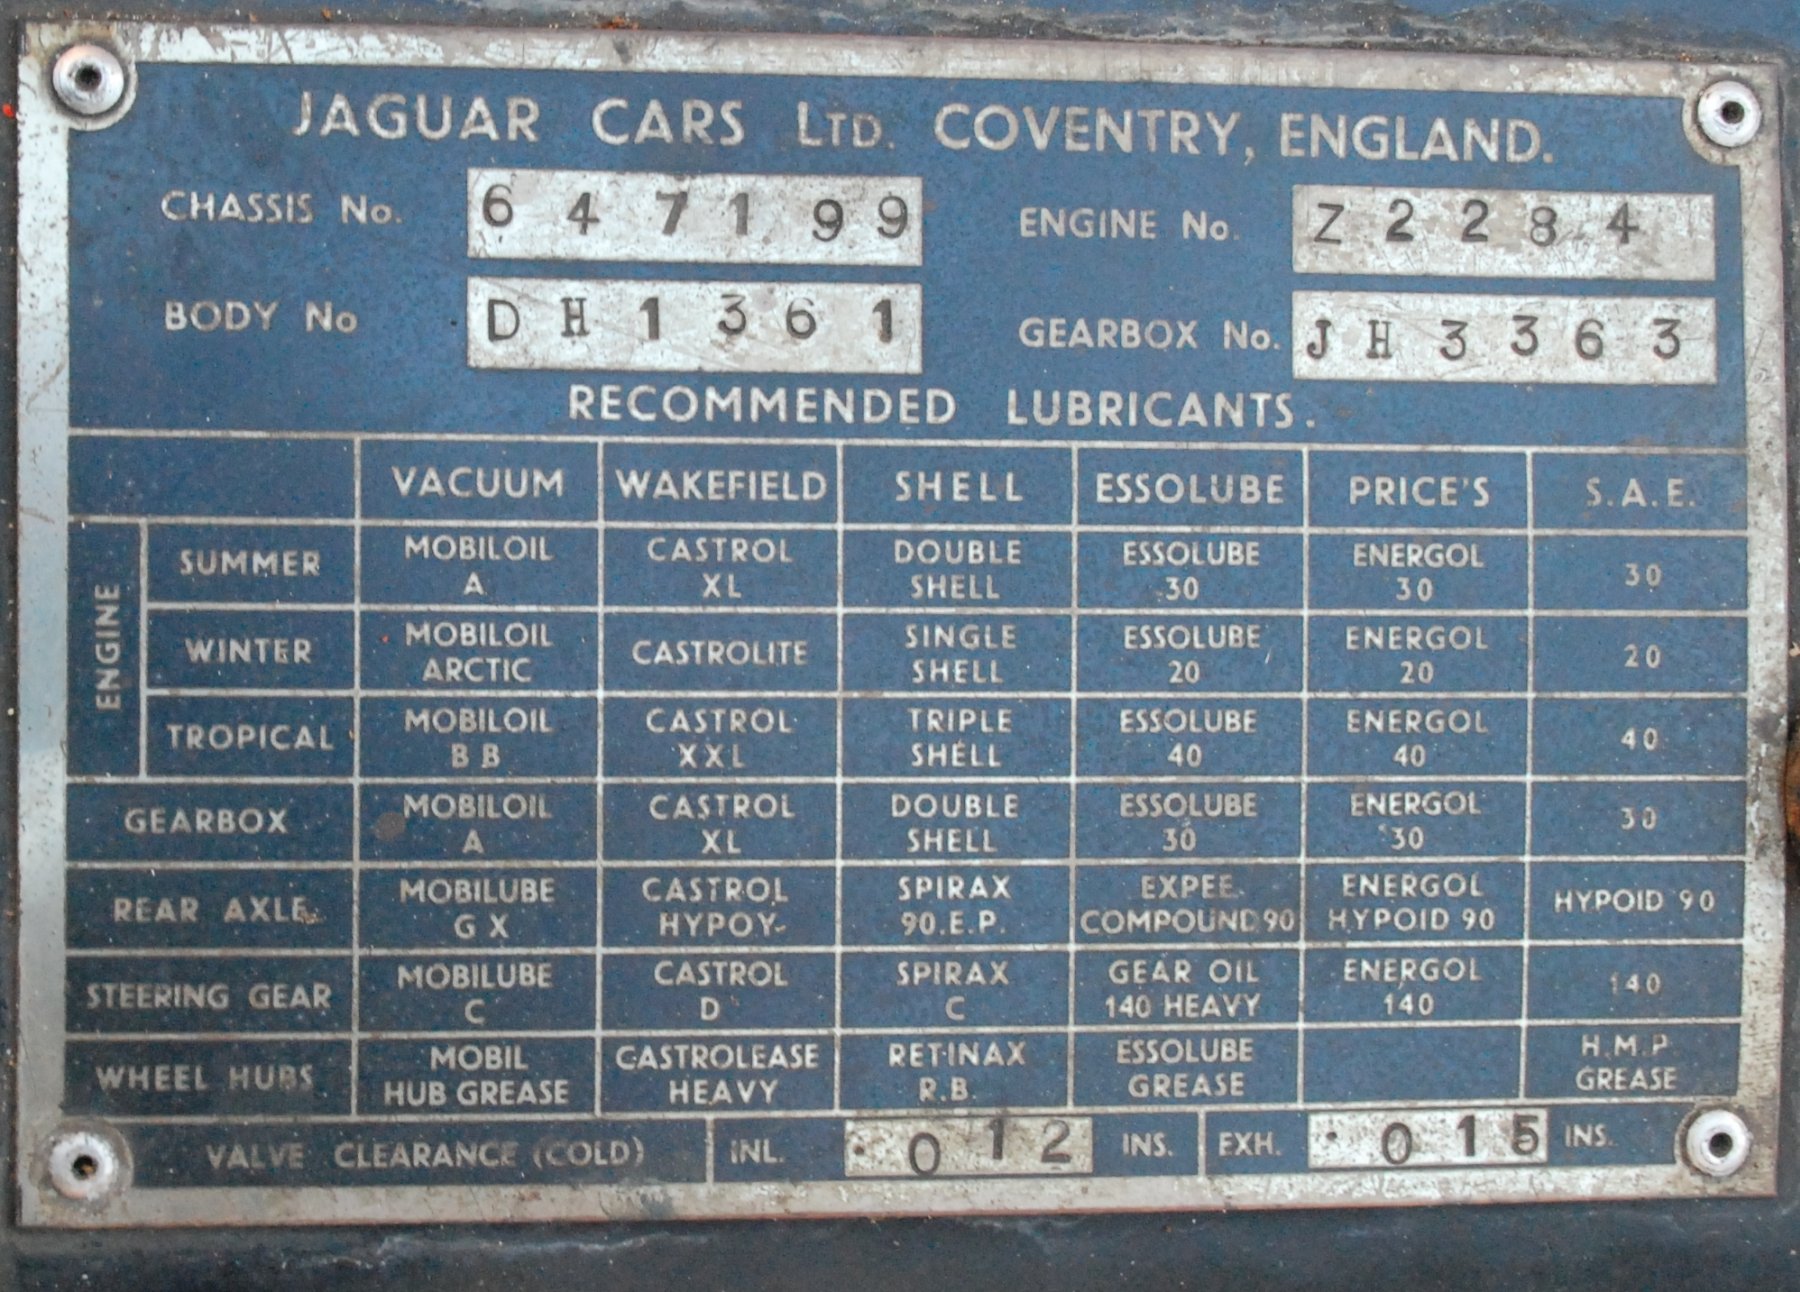 JAGUAR CARS LTD. COVENTRY, ENGLAND.
CHASSIS No. 647199 ENGINE No. Z2284
BODY No DH1361 GEARBOX No. JH3363
RECOMMENDED LUBRICANTS.
VACUUM WAKEFIELD SHELL ESSOLUBE PRICE'S S.A.E.
ENGINE
SUMMER MOBILOIL A CASTROL XL DOUBLE SHELL ESSOLUBE 30 ENERGOL 30 30
WINTER MOBILOIL ARCTIC CASTROLITE SINGLE SHELL ESSOLUBE 20 ENERGOL 20 20
TROPICAL MOBILOIL BB CASTROL XXL TRIPLE SHELL ESSOLUBE 40 ENERGOL 40 40
GEARBOX MOBILOIL A CASTROL XL DOUBLE SHELL ESSOLUBE 30 ENERGOL 30 30
REAR AXLE MOBILUBE GX CASTROL HYPOY SPIRAX 90.E.P. EXPEE COMPOUND 90 ENERGOL HYPOID 90 HYPOID 90
STEERING GEAR MOBILUBE C CASTROL D SPIRAX C GEAR OIL 140 HEAVY ENERGOL 140 140
WHEEL HUBS MOBIL HUB GREASE CASTROLEASE HEAVY RETINAX R.B. ESSOLUBE GREASE H.M.P. GREASE
VALVE CLEARANCE (COLD) INL. .012 INS. EXH. .015 INS.